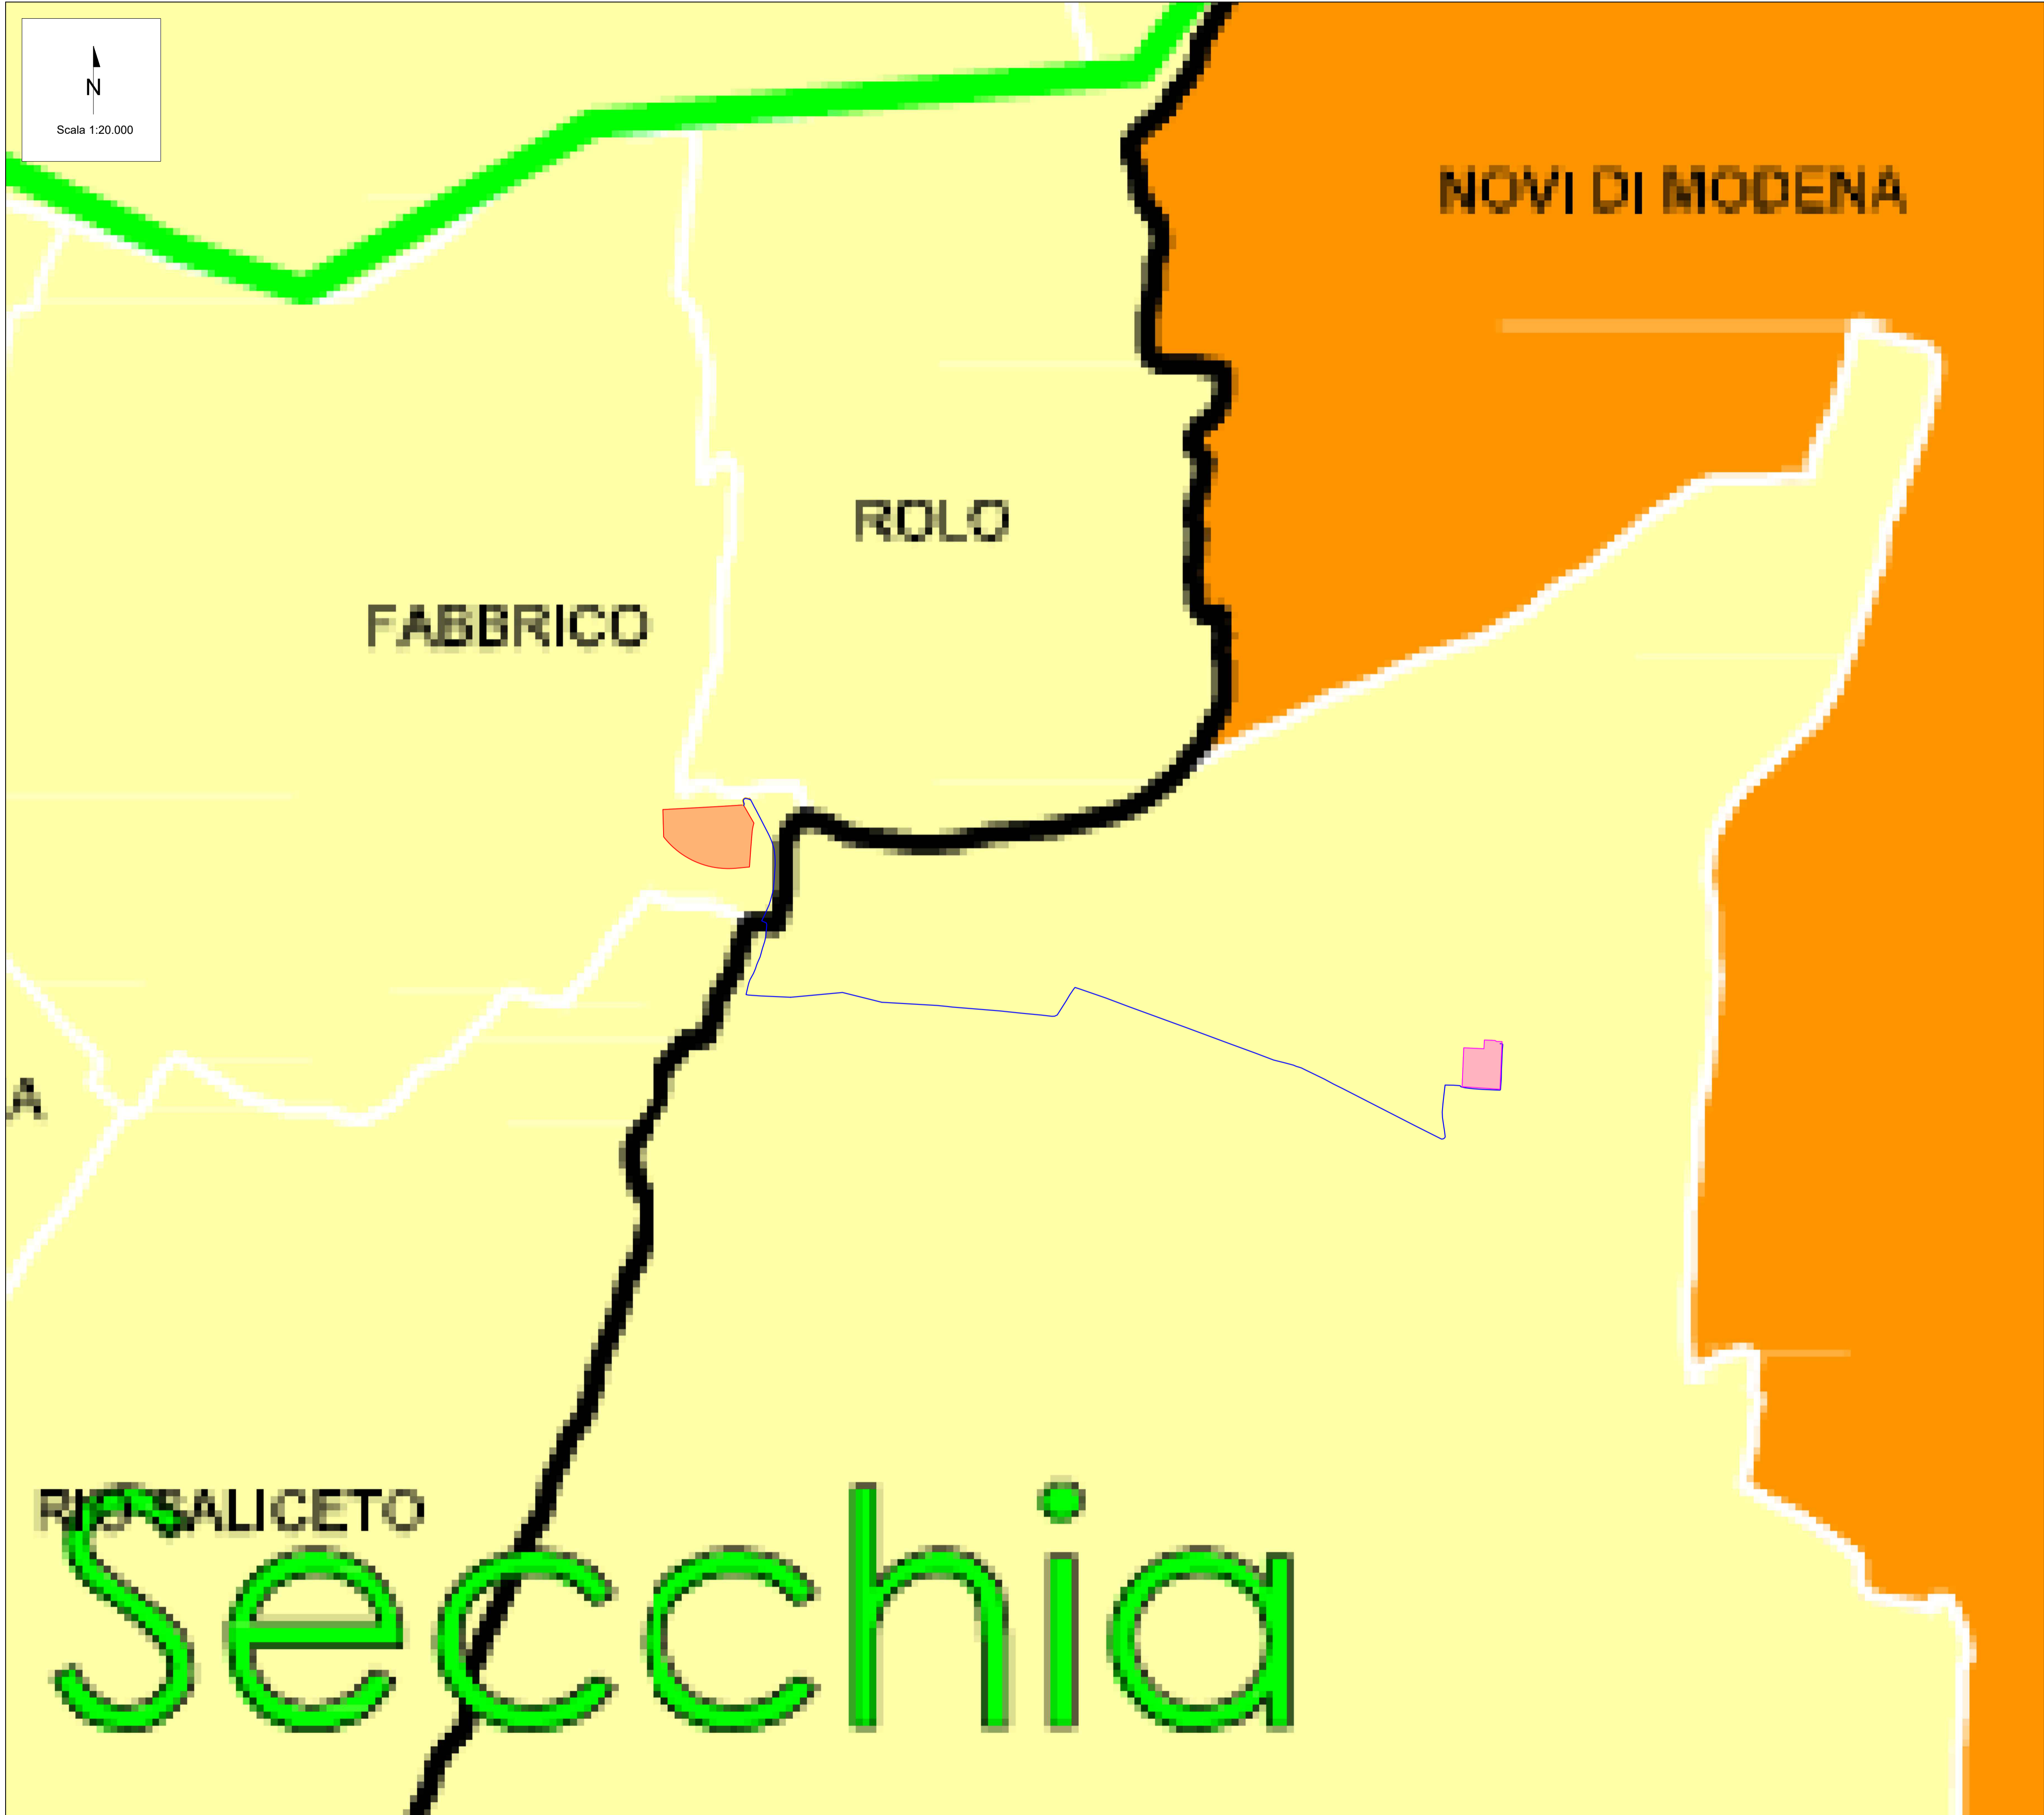 N
Scala 1:20.000
NOVI DI MODENA
ROLO
FABBRICO
A
RIO SALICETO
Secchia